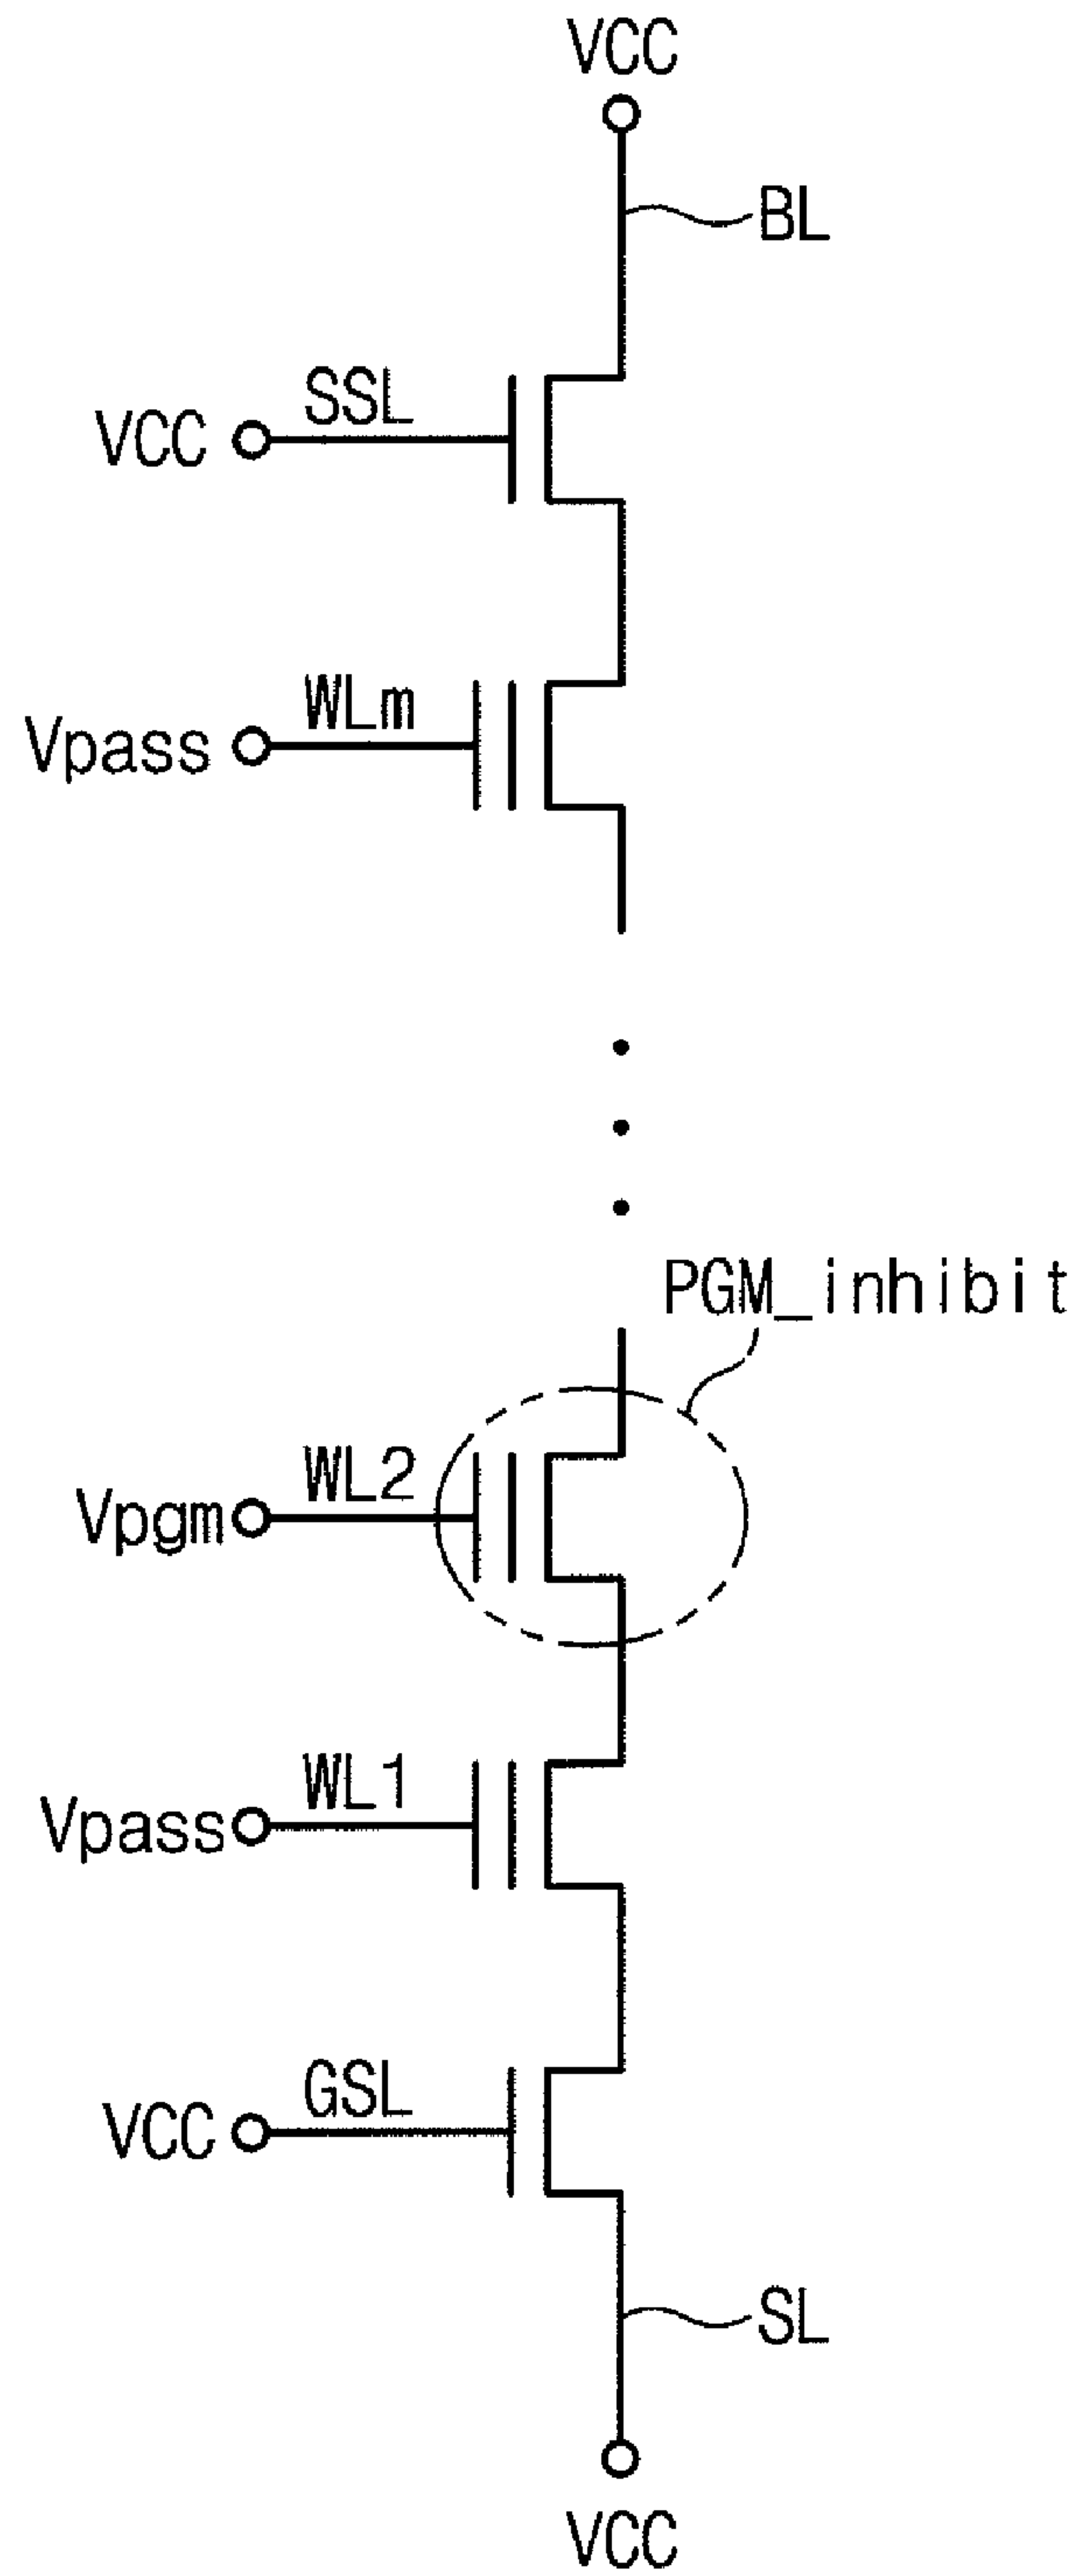 VCC
BL
SSL
VCC
WLm
Vpass
PGM_inhibit
WL2
Vpgm
WL1
Vpass
GSL
VCC
SL
VCC